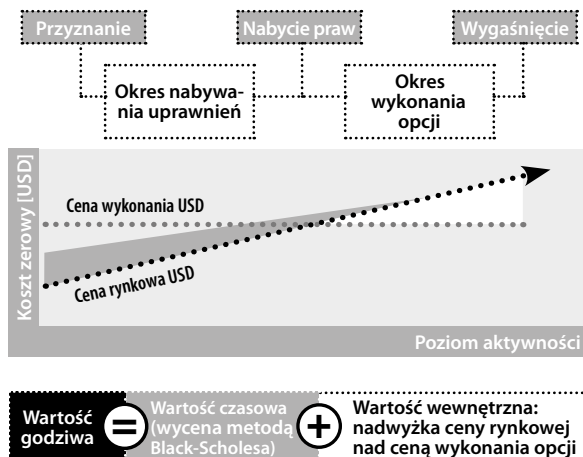 Przyznanie
Nabycie praw
Wygaśnięcie
Okres nabywa-
nia uprawnień
Okres
wykonania
opcji
Koszt zerowy [USD]
Cena wykonania USD
Cena rynkowa USD
Poziom aktywności
Wartość
godziwa
=
Wartość czasowa
(wycena metodą
Black-Scholesa)
+
Wartość wewnętrzna:
nadwyżka ceny rynkowej
nad ceną wykonania opcji